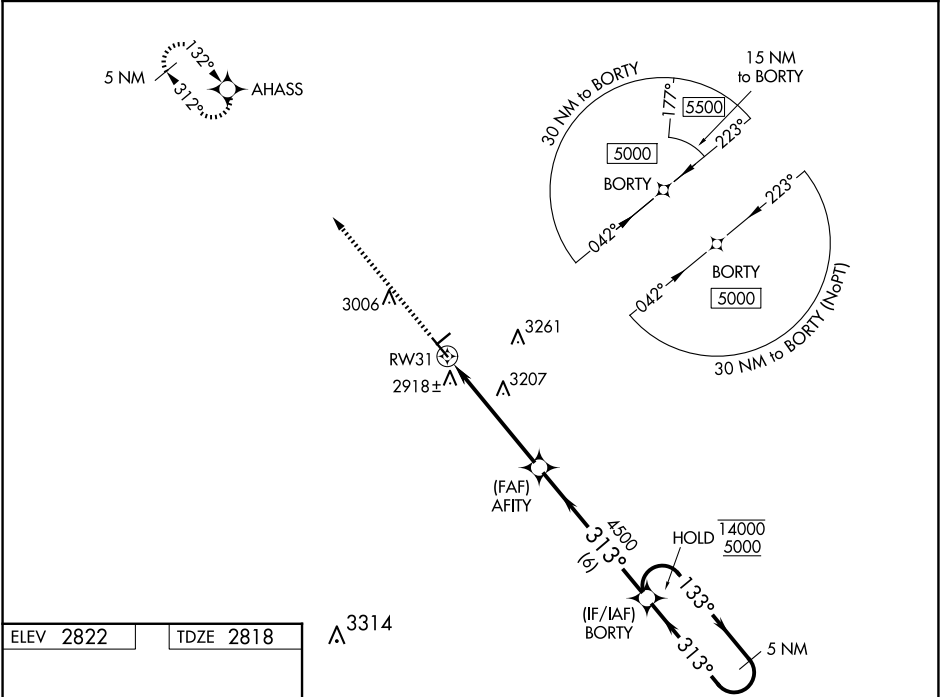 132°
5 NM
312°
AHASS
15 NM
to BORTY
30 NM to BORTY
177°
5500
223°
5000
BORTY
042°
223°
BORTY
042°
5000
30 NM to BORTY (NoPT)
3006
3261
RW31
2918±
3207
(FAF)
AFITY
4500
313°
(6)
HOLD
14000
5000
133°
(IF/IAF)
BORTY
313°
5 NM
3314
ELEV 2822
TDZE 2818